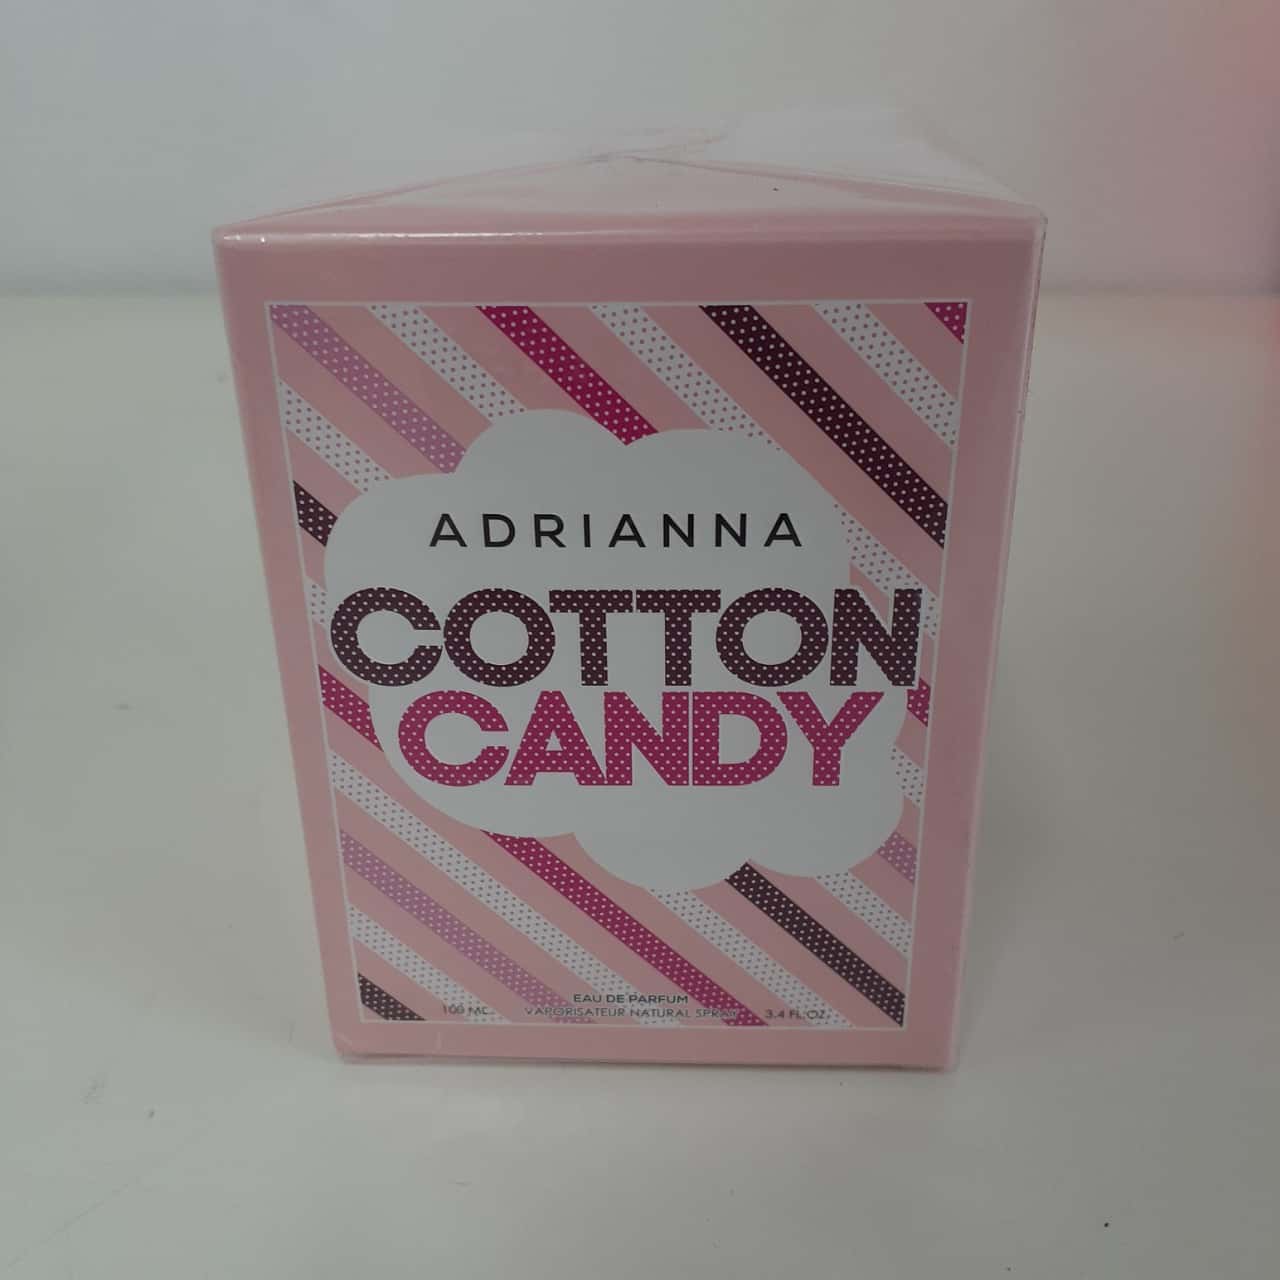 ADRIANNA
COTTON
CANDY
EAU DE PARFUM
100 ML. VAPORISATEUR NATURAL SPRAY 3.4 FL.OZ.